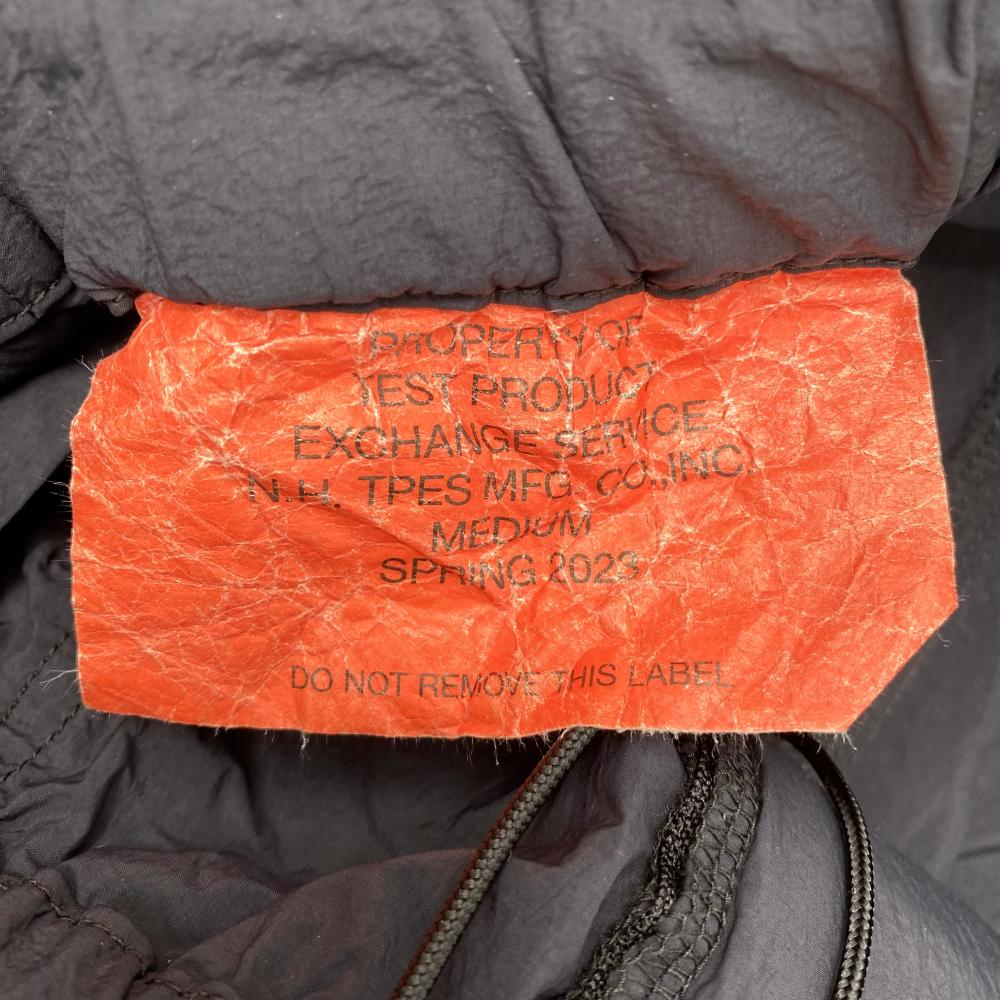 PROPERTY OF
TEST PRODUCT
EXCHANGE SERVICE
N.H. TPES MFG. CO.,INC.
MEDIUM
SPRING 2023
DO NOT REMOVE THIS LABEL